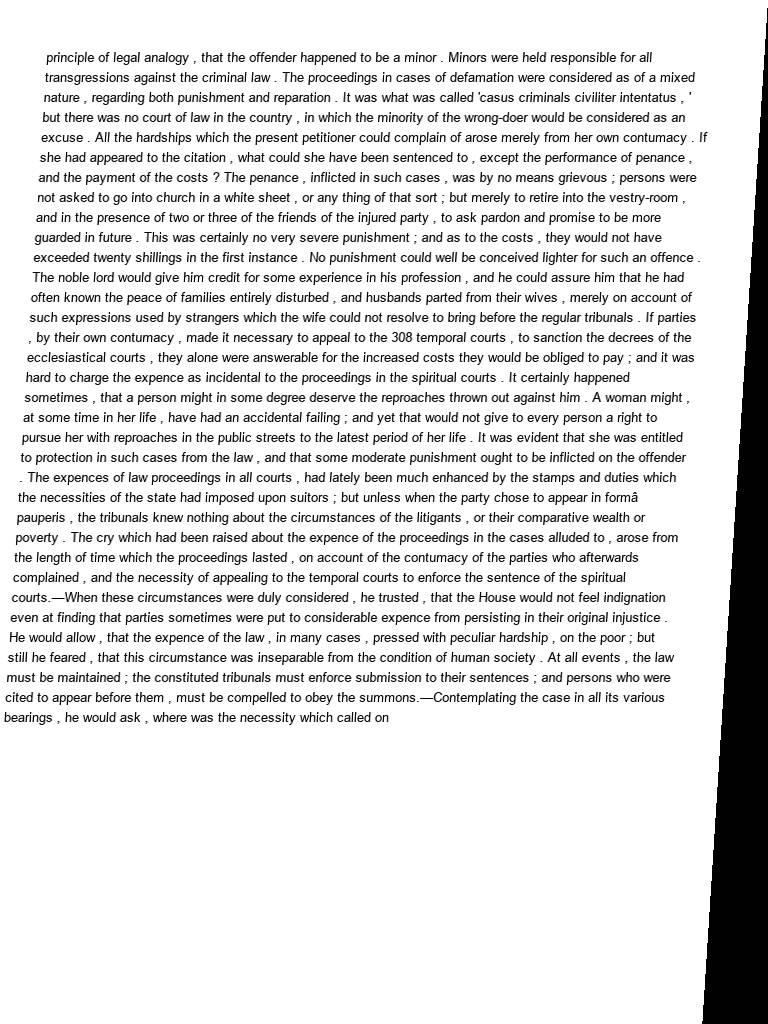 principle of legal analogy , that the offender happened to be a minor . Minors were held responsible for all
transgressions against the criminal law . The proceedings in cases of defamation were considered as of a mixed
nature , regarding both punishment and reparation . It was what was called 'casus criminals civiliter intentatus , '
but there was no court of law in the country , in which the minority of the wrong-doer would be considered as an
excuse . All the hardships which the present petitioner could complain of arose merely from her own contumacy . If
she had appeared to the citation , what could she have been sentenced to , except the performance of penance ,
and the payment of the costs ? The penance , inflicted in such cases , was by no means grievous ; persons were
not asked to go into church in a white sheet , or any thing of that sort ; but merely to retire into the vestry-room ,
and in the presence of two or three of the friends of the injured party , to ask pardon and promise to be more
guarded in future . This was certainly no very severe punishment ; and as to the costs , they would not have
exceeded twenty shillings in the first instance . No punishment could well be conceived lighter for such an offence .
The noble lord would give him credit for some experience in his profession , and he could assure him that he had
often known the peace of families entirely disturbed , and husbands parted from their wives , merely on account of
such expressions used by strangers which the wife could not resolve to bring before the regular tribunals . If parties
, by their own contumacy , made it necessary to appeal to the 308 temporal courts , to sanction the decrees of the
ecclesiastical courts , they alone were answerable for the increased costs they would be obliged to pay ; and it was
hard to charge the expence as incidental to the proceedings in the spiritual courts . It certainly happened
sometimes , that a person might in some degree deserve the reproaches thrown out against him . A woman might ,
at some time in her life , have had an accidental failing ; and yet that would not give to every person a right to
pursue her with reproaches in the public streets to the latest period of her life . It was evident that she was entitled
to protection in such cases from the law , and that some moderate punishment ought to be inflicted on the offender
. The expences of law proceedings in all courts , had lately been much enhanced by the stamps and duties which
the necessities of the state had imposed upon suitors ; but unless when the party chose to appear in formâ
pauperis , the tribunals knew nothing about the circumstances of the litigants , or their comparative wealth or
poverty . The cry which had been raised about the expence of the proceedings in the cases alluded to , arose from
the length of time which the proceedings lasted , on account of the contumacy of the parties who afterwards
complained , and the necessity of appealing to the temporal courts to enforce the sentence of the spiritual
courts.—When these circumstances were duly considered , he trusted , that the House would not feel indignation
even at finding that parties sometimes were put to considerable expence from persisting in their original injustice .
He would allow , that the expence of the law , in many cases , pressed with peculiar hardship , on the poor ; but
still he feared , that this circumstance was inseparable from the condition of human society . At all events , the law
must be maintained ; the constituted tribunals must enforce submission to their sentences ; and persons who were
cited to appear before them , must be compelled to obey the summons.—Contemplating the case in all its various
bearings , he would ask , where was the necessity which called on